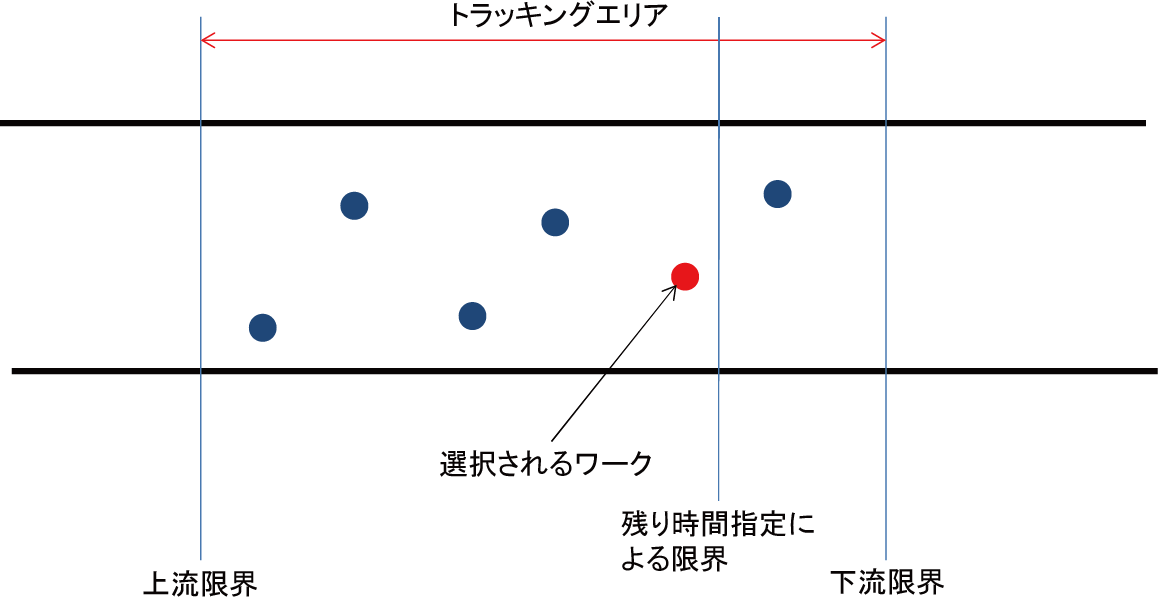 トラッキングエリア
選択されるワーク
残り時間指定に
よる限界
上流限界
下流限界